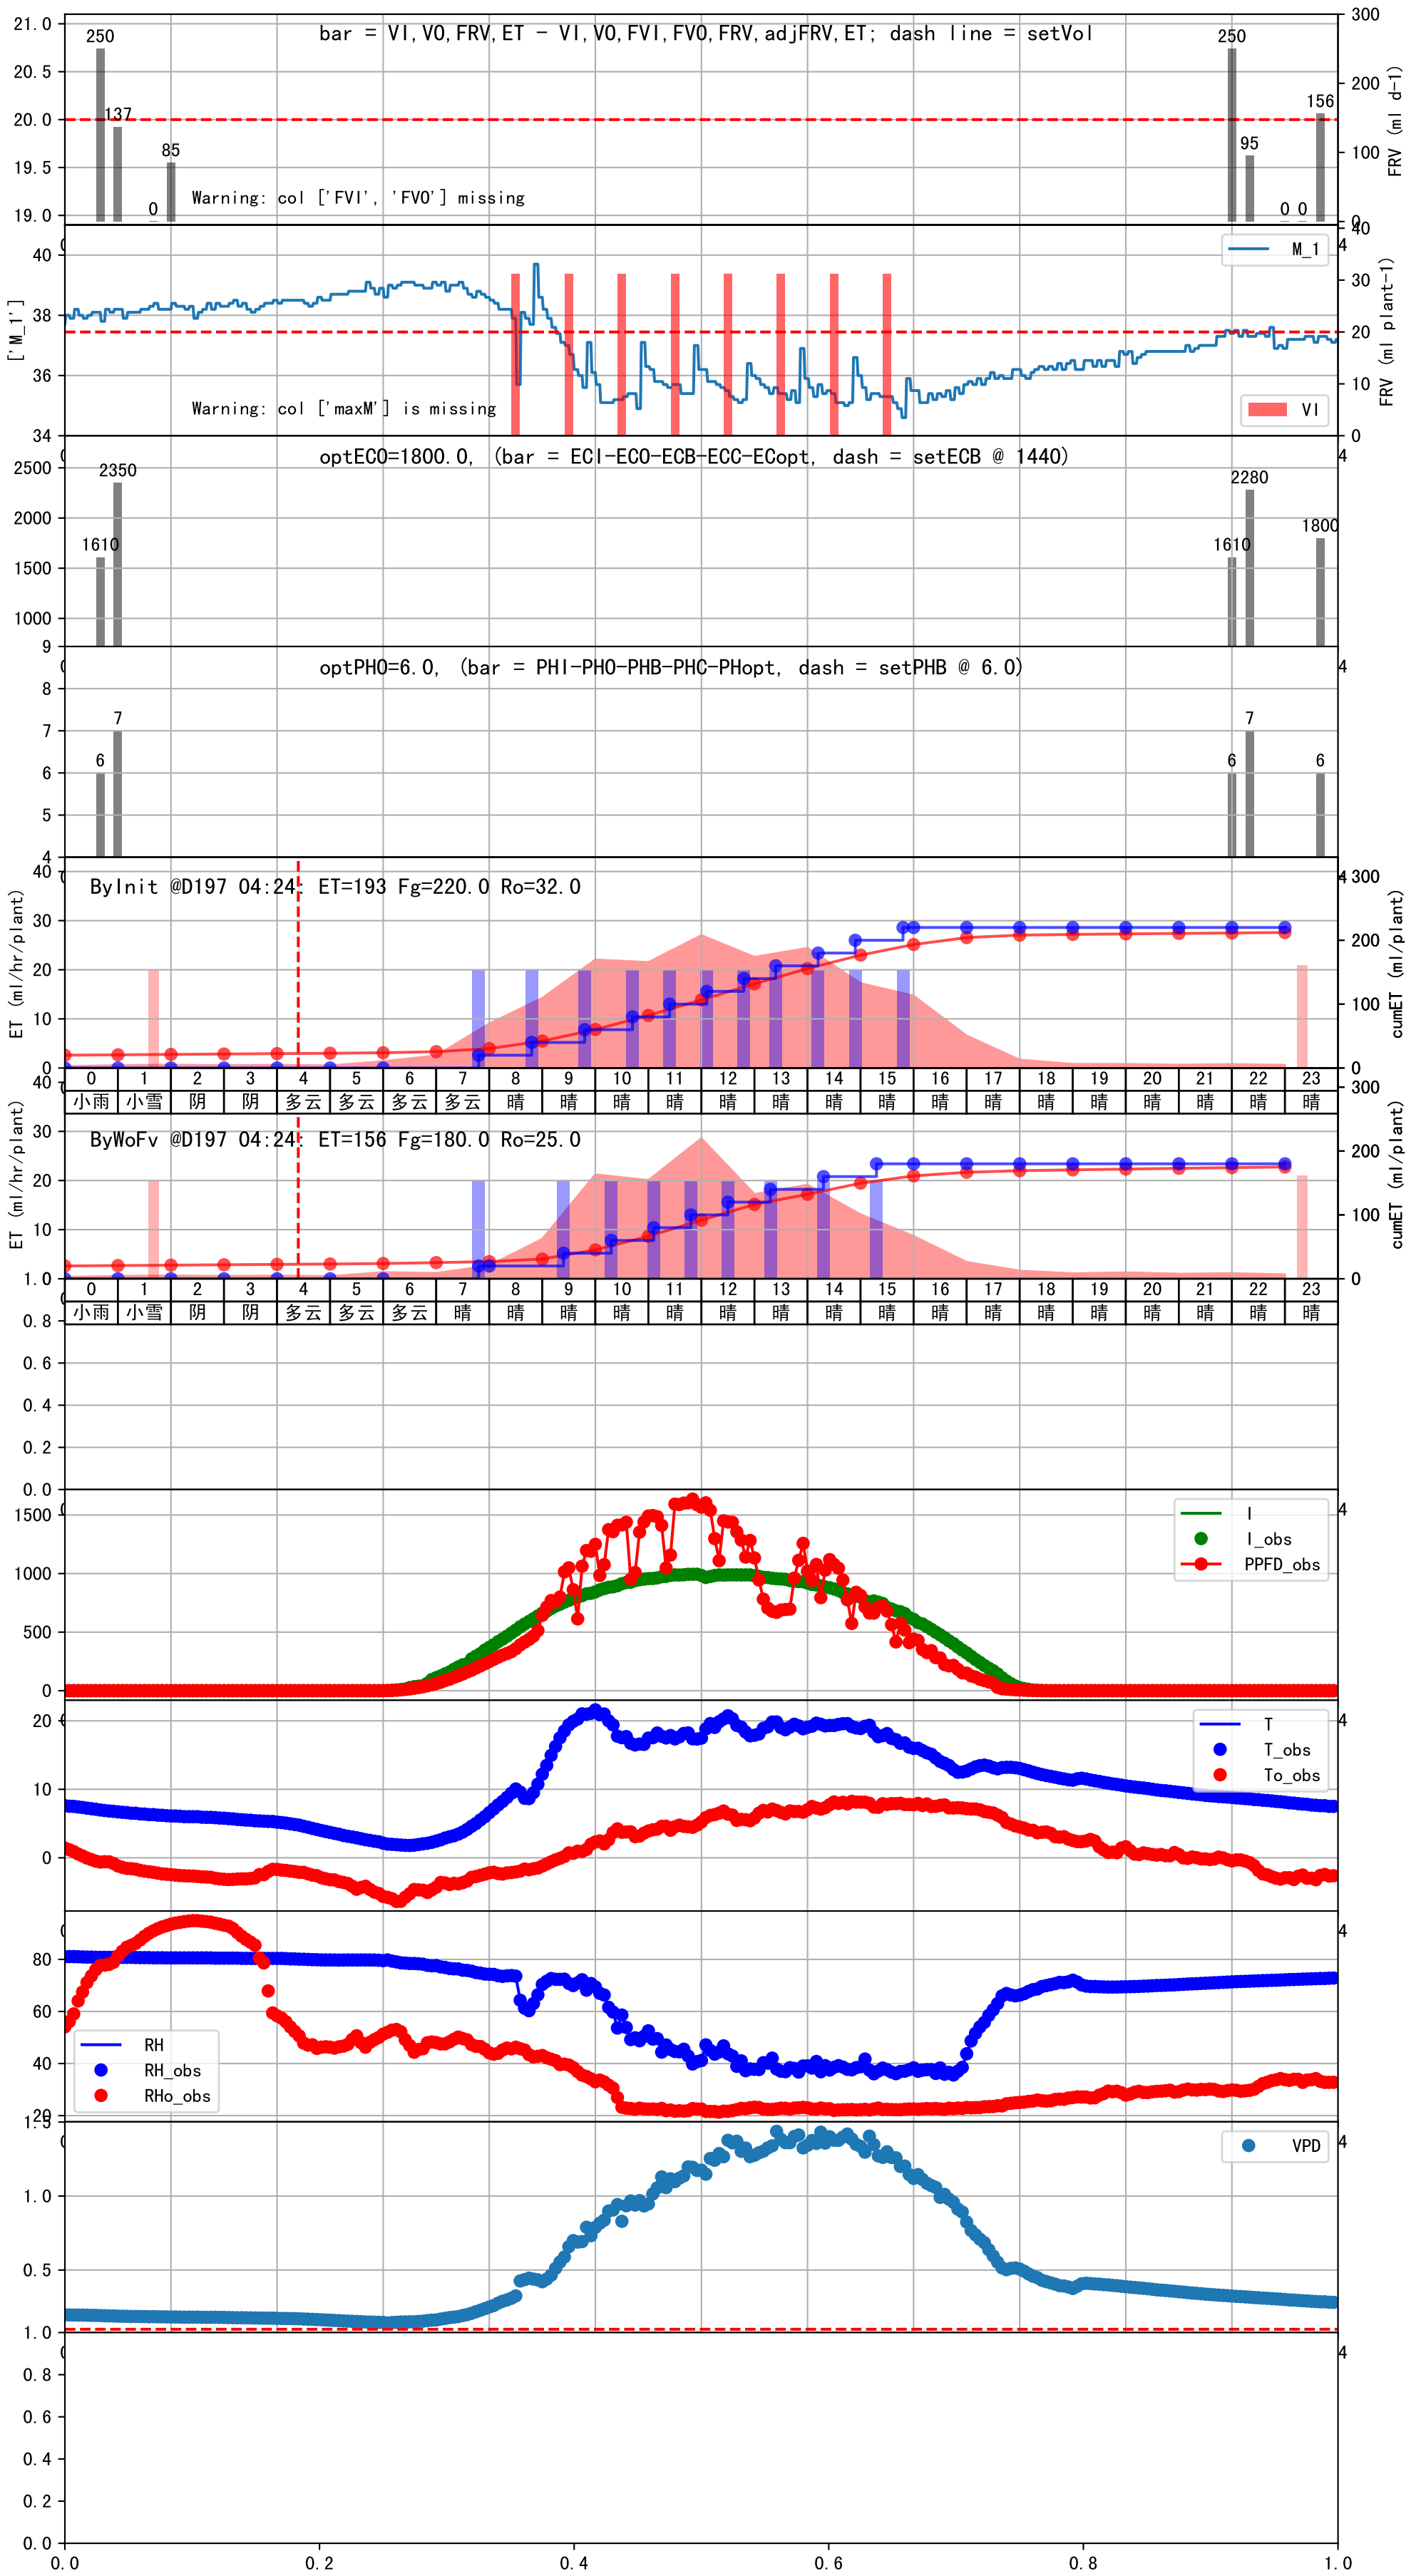 bar = VI,VO,FRV,ET - VI,VO,FVI,FVO,FRV,adjFRV,ET; dash line = setVol
21.0
20.5
20.0
19.5
19.0
250
137
0
85
250
95
0 0
156
300
200
100
0
FRV (ml d-1)
Warning: col ['FVI', 'FVO'] missing
['M_1']
40
38
36
34
M_1
VI
40
30
20
10
0
FRV (ml plant-1)
Warning: col ['maxM'] is missing
optECO=1800.0, (bar = ECI-ECO-ECB-ECC-ECopt, dash = setECB @ 1440)
2500
2000
1500
1000
1610
2350
1610
2280
1800
optPHO=6.0, (bar = PHI-PHO-PHB-PHC-PHopt, dash = setPHB @ 6.0)
9
8
7
6
5
4
6
7
6
7
6
ByInit @D197 04:24: ET=193 Fg=220.0 Ro=32.0
ET (ml/hr/plant)
40
30
20
10
0
300
200
100
0
cumET (ml/plant)
0 1 2 3 4 5 6 7 8 9 10 11 12 13 14 15 16 17 18 19 20 21 22 23
小雨 小雪 阴 阴 多云 多云 多云 多云 晴 晴 晴 晴 晴 晴 晴 晴 晴 晴 晴 晴 晴 晴 晴 晴
ByWoFv @D197 04:24: ET=156 Fg=180.0 Ro=25.0
ET (ml/hr/plant)
40
30
20
10
300
200
100
0
cumET (ml/plant)
0 1 2 3 4 5 6 7 8 9 10 11 12 13 14 15 16 17 18 19 20 21 22 23
小雨 小雪 阴 阴 多云 多云 多云 晴 晴 晴 晴 晴 晴 晴 晴 晴 晴 晴 晴 晴 晴 晴 晴 晴
1.0
0.8
0.6
0.4
0.2
0.0
1500
1000
500
0
I
I_obs
PPFD_obs
20
10
0
T
T_obs
To_obs
80
60
40
20
RH
RH_obs
RHo_obs
1.5
1.0
0.5
VPD
1.0
0.8
0.6
0.4
0.2
0.0
0.0 0.2 0.4 0.6 0.8 1.0